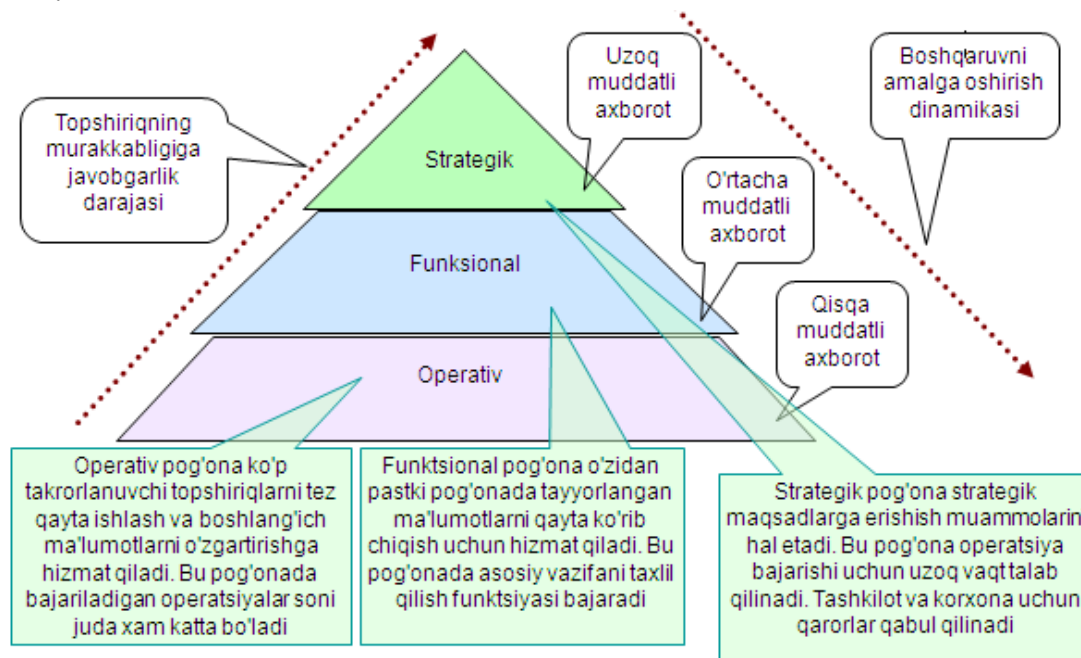 Uzoq
muddatli
axborot
Boshqaruvni
amalga oshirish
dinamikasi
Topshiriqning
murakkabligiga
javobgarlik
darajasi
Strategik
O'rtacha
muddatli
axborot
Funksional
Qisqa
muddatli
axborot
Operativ
Operativ pog'ona ko'p
takrorlanuvchi topshiriqlarni tez
qayta ishlash va boshlang'ich
ma'lumotlarni o'zgartirishga
hizmat qiladi. Bu pog'onada
bajariladigan operatsiyalar soni
juda xam katta bo'ladi
Funktsional pog'ona o'zidan
pastki pog'onada tayyorlangan
ma'lumotlarni qayta ko'rib
chiqish uchun hizmat qiladi. Bu
pog'onada asosiy vazifani taxlil
qilish funktsiyasi bajaradi
Strategik pog'ona strategik
maqsadlarga erishish muammolarin
hal etadi. Bu pog'ona operatsiya
bajarishi uchun uzoq vaqt talab
qilinadi. Tashkilot va korxona uchun
qarorlar qabul qilinadi